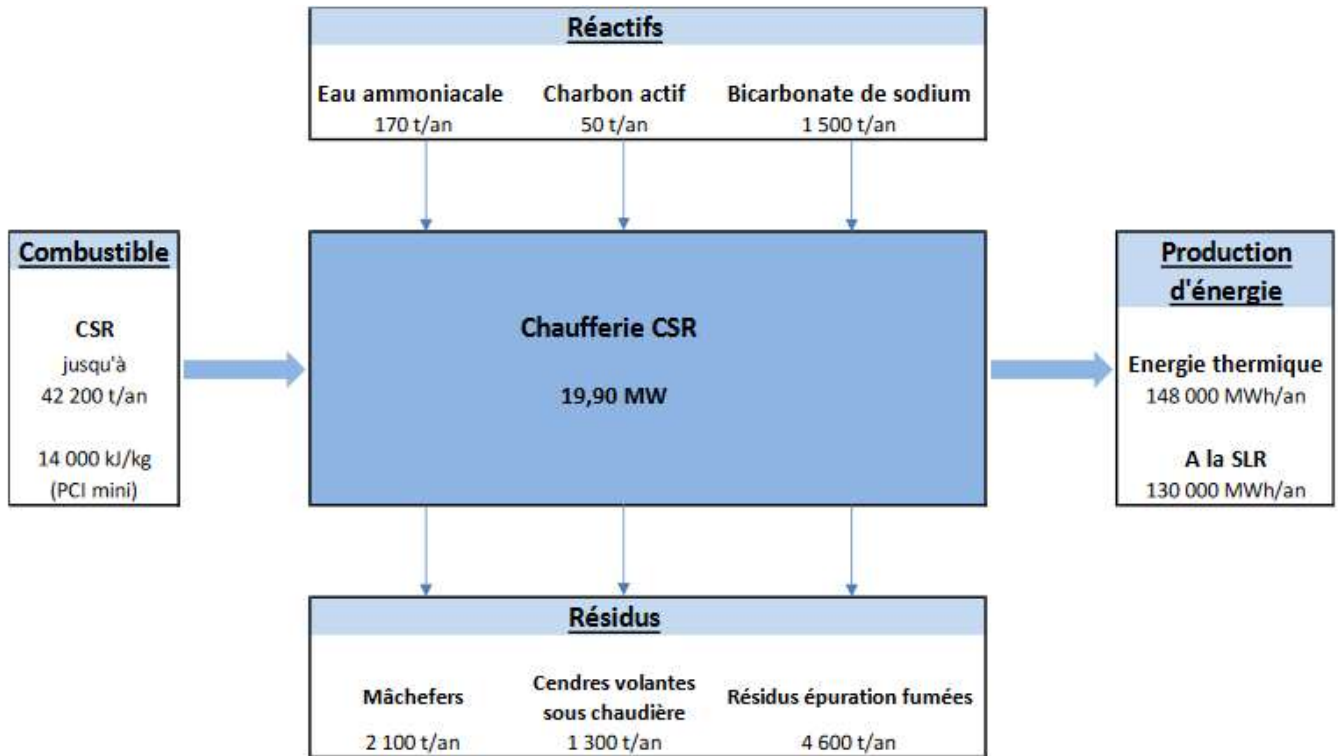 Réactifs
Eau ammoniacale Charbon actif Bicarbonate de sodium
170 t/an 50 t/an 1 500 t/an
Combustible
CSR
jusqu'à
42 200 t/an
14 000 kJ/kg
(PCI mini)
Chaufferie CSR
19,90 MW
Production
d'énergie
Energie thermique
148 000 MWh/an
A la SLR
130 000 MWh/an
Résidus
Mâchefers
2 100 t/an
Cendres volantes
sous chaudière
1 300 t/an
Résidus épuration fumées
4 600 t/an